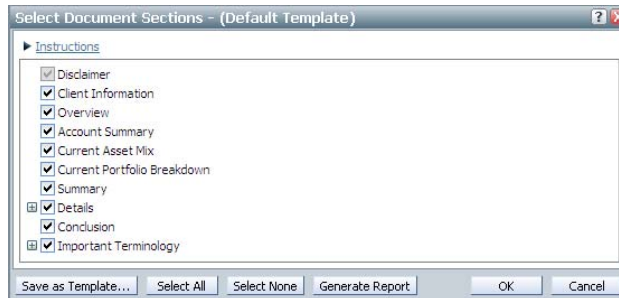 Select Document Sections - (Default Template)
Instructions
Disclaimer
Client Information
Overview
Account Summary
Current Asset Mix
Current Portfolio Breakdown
Summary
Details
Conclusion
Important Terminology
Save as Template... Select All Select None Generate Report OK Cancel